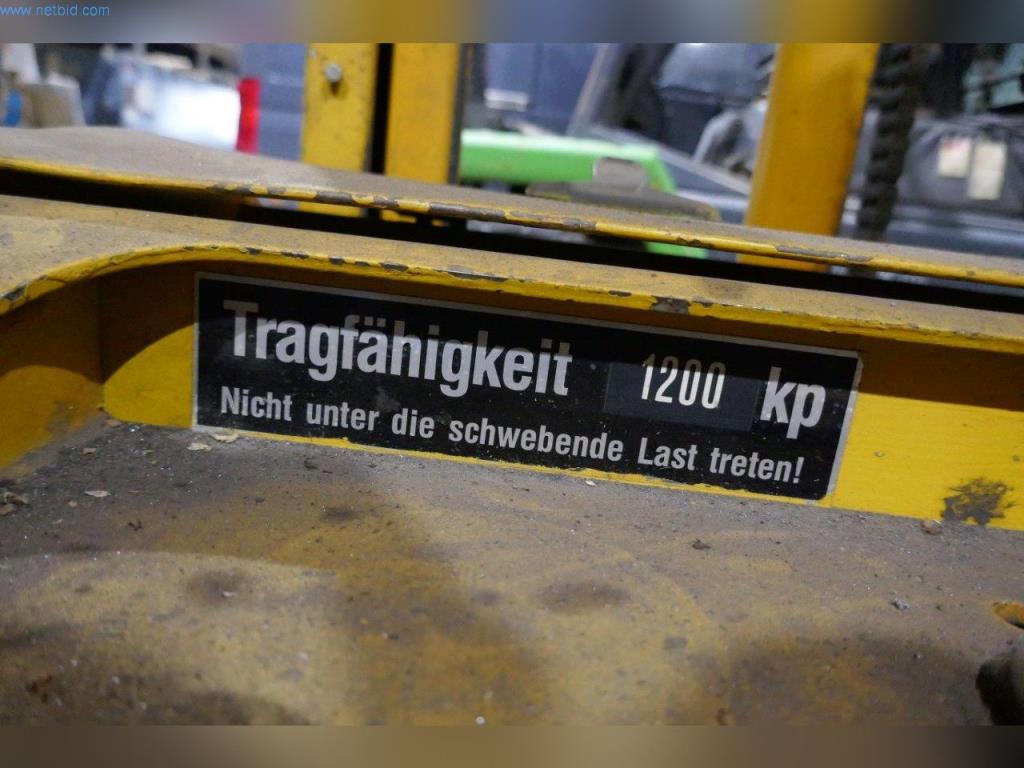 www.netbid.com
Tragfähigkeit 1200 kp
Nicht unter die schwebende Last treten!